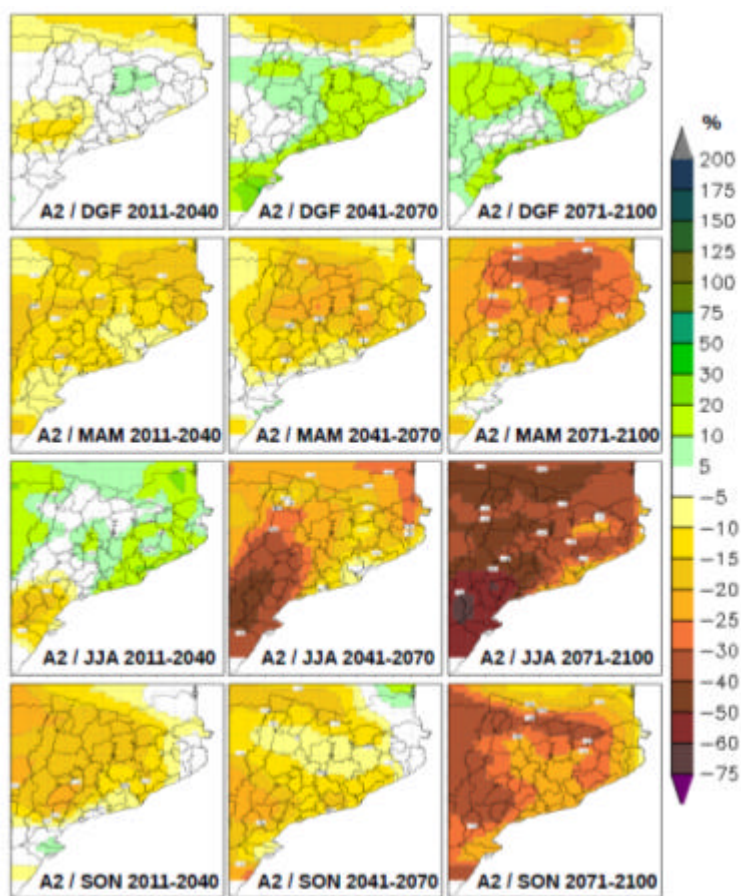 %
A2 / DGF 2011-2040
A2 / DGF 2041-2070
A2 / DGF 2071-2100
A2 / MAM 2011-2040
A2 / MAM 2041-2070
A2 / MAM 2071-2100
A2 / JJA 2011-2040
A2 / JJA 2041-2070
A2 / JJA 2071-2100
A2 / SON 2011-2040
A2 / SON 2041-2070
A2 / SON 2071-2100
200
175
150
125
100
75
50
30
20
10
5
−5
−10
−15
−20
−25
−30
−40
−50
−60
−75